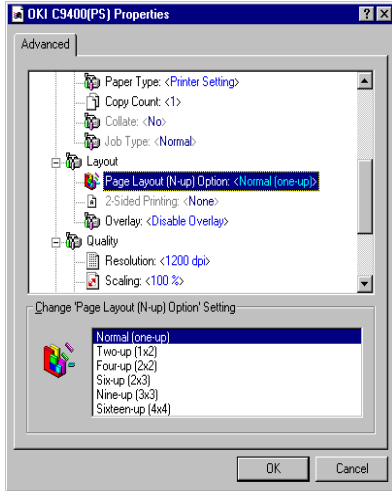 OKI C9400(PS) Properties
Advanced
Paper Type: <Printer Setting>
Copy Count: <1>
Collate: <No>
Job Type: <Normal>
Layout
Page Layout (N-up) Option: <Normal (one-up)>
2-Sided Printing: <None>
Overlay: <Disable Overlay>
Quality
Resolution: <1200 dpi>
Scaling: <100 %>
Change 'Page Layout (N-up) Option' Setting
Normal (one-up)
Two-up (1x2)
Four-up (2x2)
Six-up (2x3)
Nine-up (3x3)
Sixteen-up (4x4)
OK Cancel